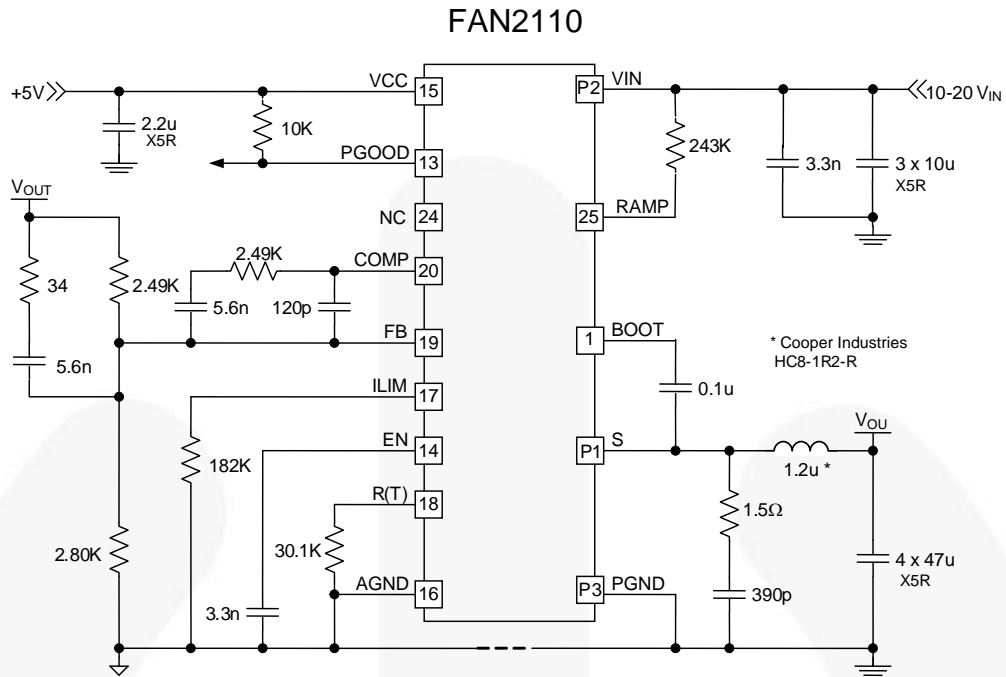 FAN2110
+5V
2.2u
X5R
10K
VCC
15
PGOOD
13
NC
24
VOUT
34
2.49K
5.6n
2.49K
5.6n
120p
COMP
20
FB
19
ILIM
17
182K
EN
14
R(T)
18
30.1K
2.80K
3.3n
AGND
16
P2
VIN
10-20 VIN
243K
3.3n
3 x 10u
X5R
25
RAMP
1
BOOT
0.1u
* Cooper Industries
HC8-1R2-R
P1
S
1.2u *
VOU
1.5Ω
390p
4 x 47u
X5R
P3
PGND